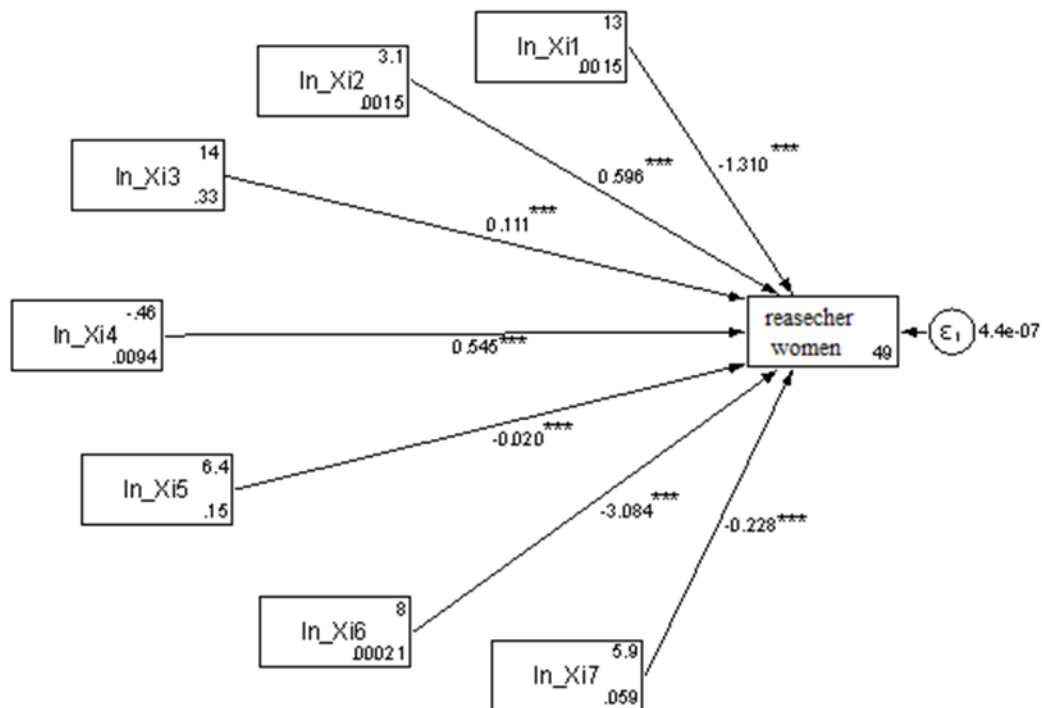 13
ln_Xi1
.0015
3.1
ln_Xi2
.0015
14
ln_Xi3
.33
-1.310***
0.596***
0.111***
-.46
ln_Xi4
.0094
0.545***
reasecher
women
49
ε1
4.4e-07
6.4
ln_Xi5
.15
-0.020***
-3.084***
-0.228***
8
ln_Xi6
.00021
5.9
ln_Xi7
.059